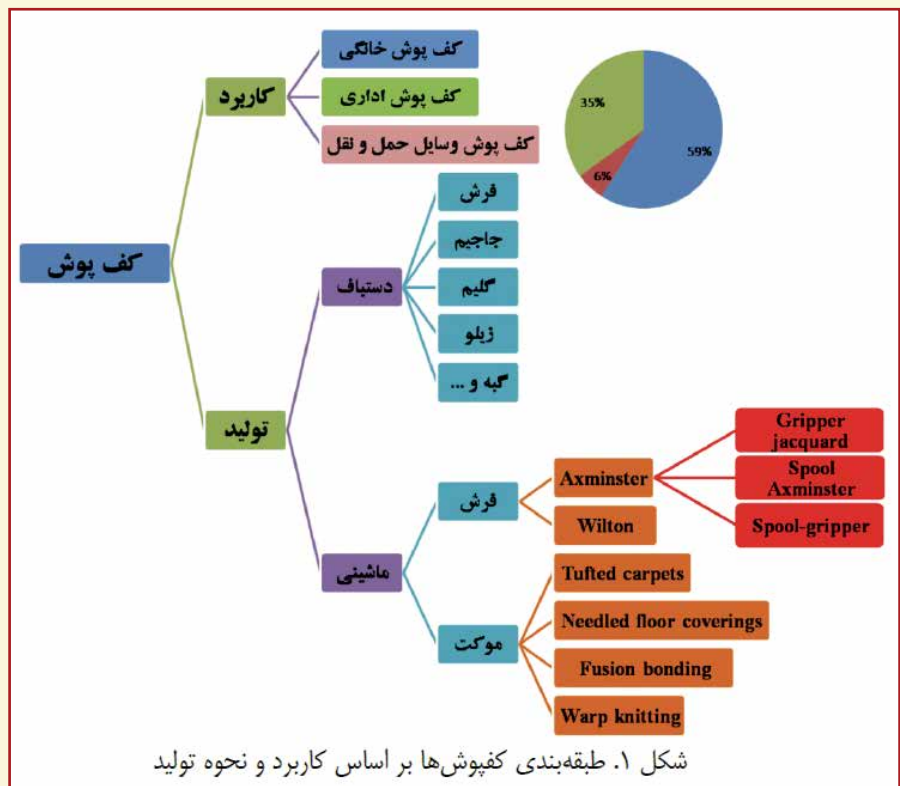 کف پوش
کاربرد
کف پوش خانگی
کف پوش اداری
کف پوش وسایل حمل و نقل
35%
59%
6%
تولید
دستباف
فرش
جاجیم
گلیم
زیلو
گبه و ...
ماشینی
فرش
Axminster
Gripper
jacquard
Spool
Axminster
Spool-gripper
Wilton
موکت
Tufted carpets
Needled floor coverings
Fusion bonding
Warp knitting
شکل ۱. طبقه‌بندی کفپوش‌ها بر اساس کاربرد و نحوه تولید